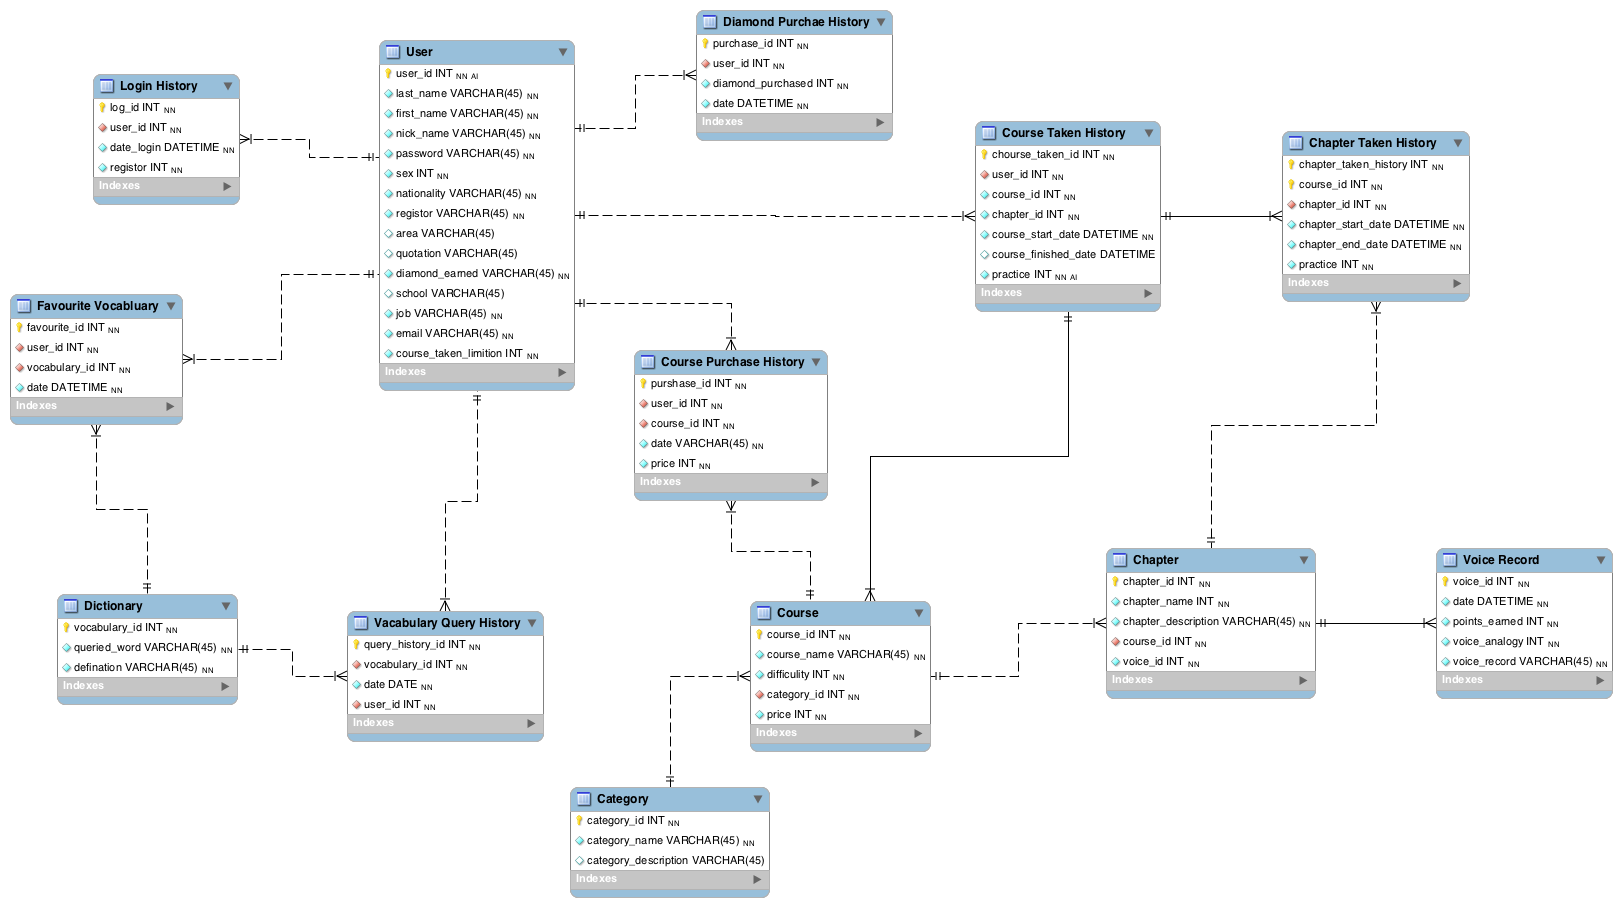 Diamond Purchae History
purchase_id INT NN
user_id INT NN
diamond_purchased INT NN
date DATETIME NN
Indexes
User
user_id INT NN AI
last_name VARCHAR(45) NN
first_name VARCHAR(45) NN
nick_name VARCHAR(45) NN
password VARCHAR(45) NN
sex INT NN
nationality VARCHAR(45) NN
registor VARCHAR(45) NN
area VARCHAR(45)
quotation VARCHAR(45)
diamond_earned VARCHAR(45) NN
school VARCHAR(45)
job VARCHAR(45) NN
email VARCHAR(45) NN
course_taken_limition INT NN
Indexes
Login History
log_id INT NN
user_id INT NN
date_login DATETIME NN
registor INT NN
Indexes
Course Taken History
chourse_taken_id INT NN
user_id INT NN
course_id INT NN
chapter_id INT NN
course_start_date DATETIME NN
course_finished_date DATETIME
practice INT NN AI
Indexes
Chapter Taken History
chapter_taken_history INT NN
course_id INT NN
chapter_id INT NN
chapter_start_date DATETIME NN
chapter_end_date DATETIME NN
practice INT NN
Indexes
Favourite Vocabluary
favourite_id INT NN
user_id INT NN
vocabulary_id INT NN
date DATETIME NN
Indexes
Course Purchase History
purshase_id INT NN
user_id INT NN
course_id INT NN
date VARCHAR(45) NN
price INT NN
Indexes
Chapter
chapter_id INT NN
chapter_name INT NN
chapter_description VARCHAR(45) NN
course_id INT NN
voice_id INT NN
Indexes
Voice Record
voice_id INT NN
date DATETIME NN
points_earned INT NN
voice_analogy INT NN
voice_record VARCHAR(45) NN
Indexes
Dictionary
vocabulary_id INT NN
queried_word VARCHAR(45) NN
defination VARCHAR(45) NN
Indexes
Vacabulary Query History
query_history_id INT NN
vocabulary_id INT NN
date DATE NN
user_id INT NN
Indexes
Course
course_id INT NN
course_name VARCHAR(45) NN
difficulity INT NN
category_id INT NN
price INT NN
Indexes
Category
category_id INT NN
category_name VARCHAR(45) NN
category_description VARCHAR(45)
Indexes